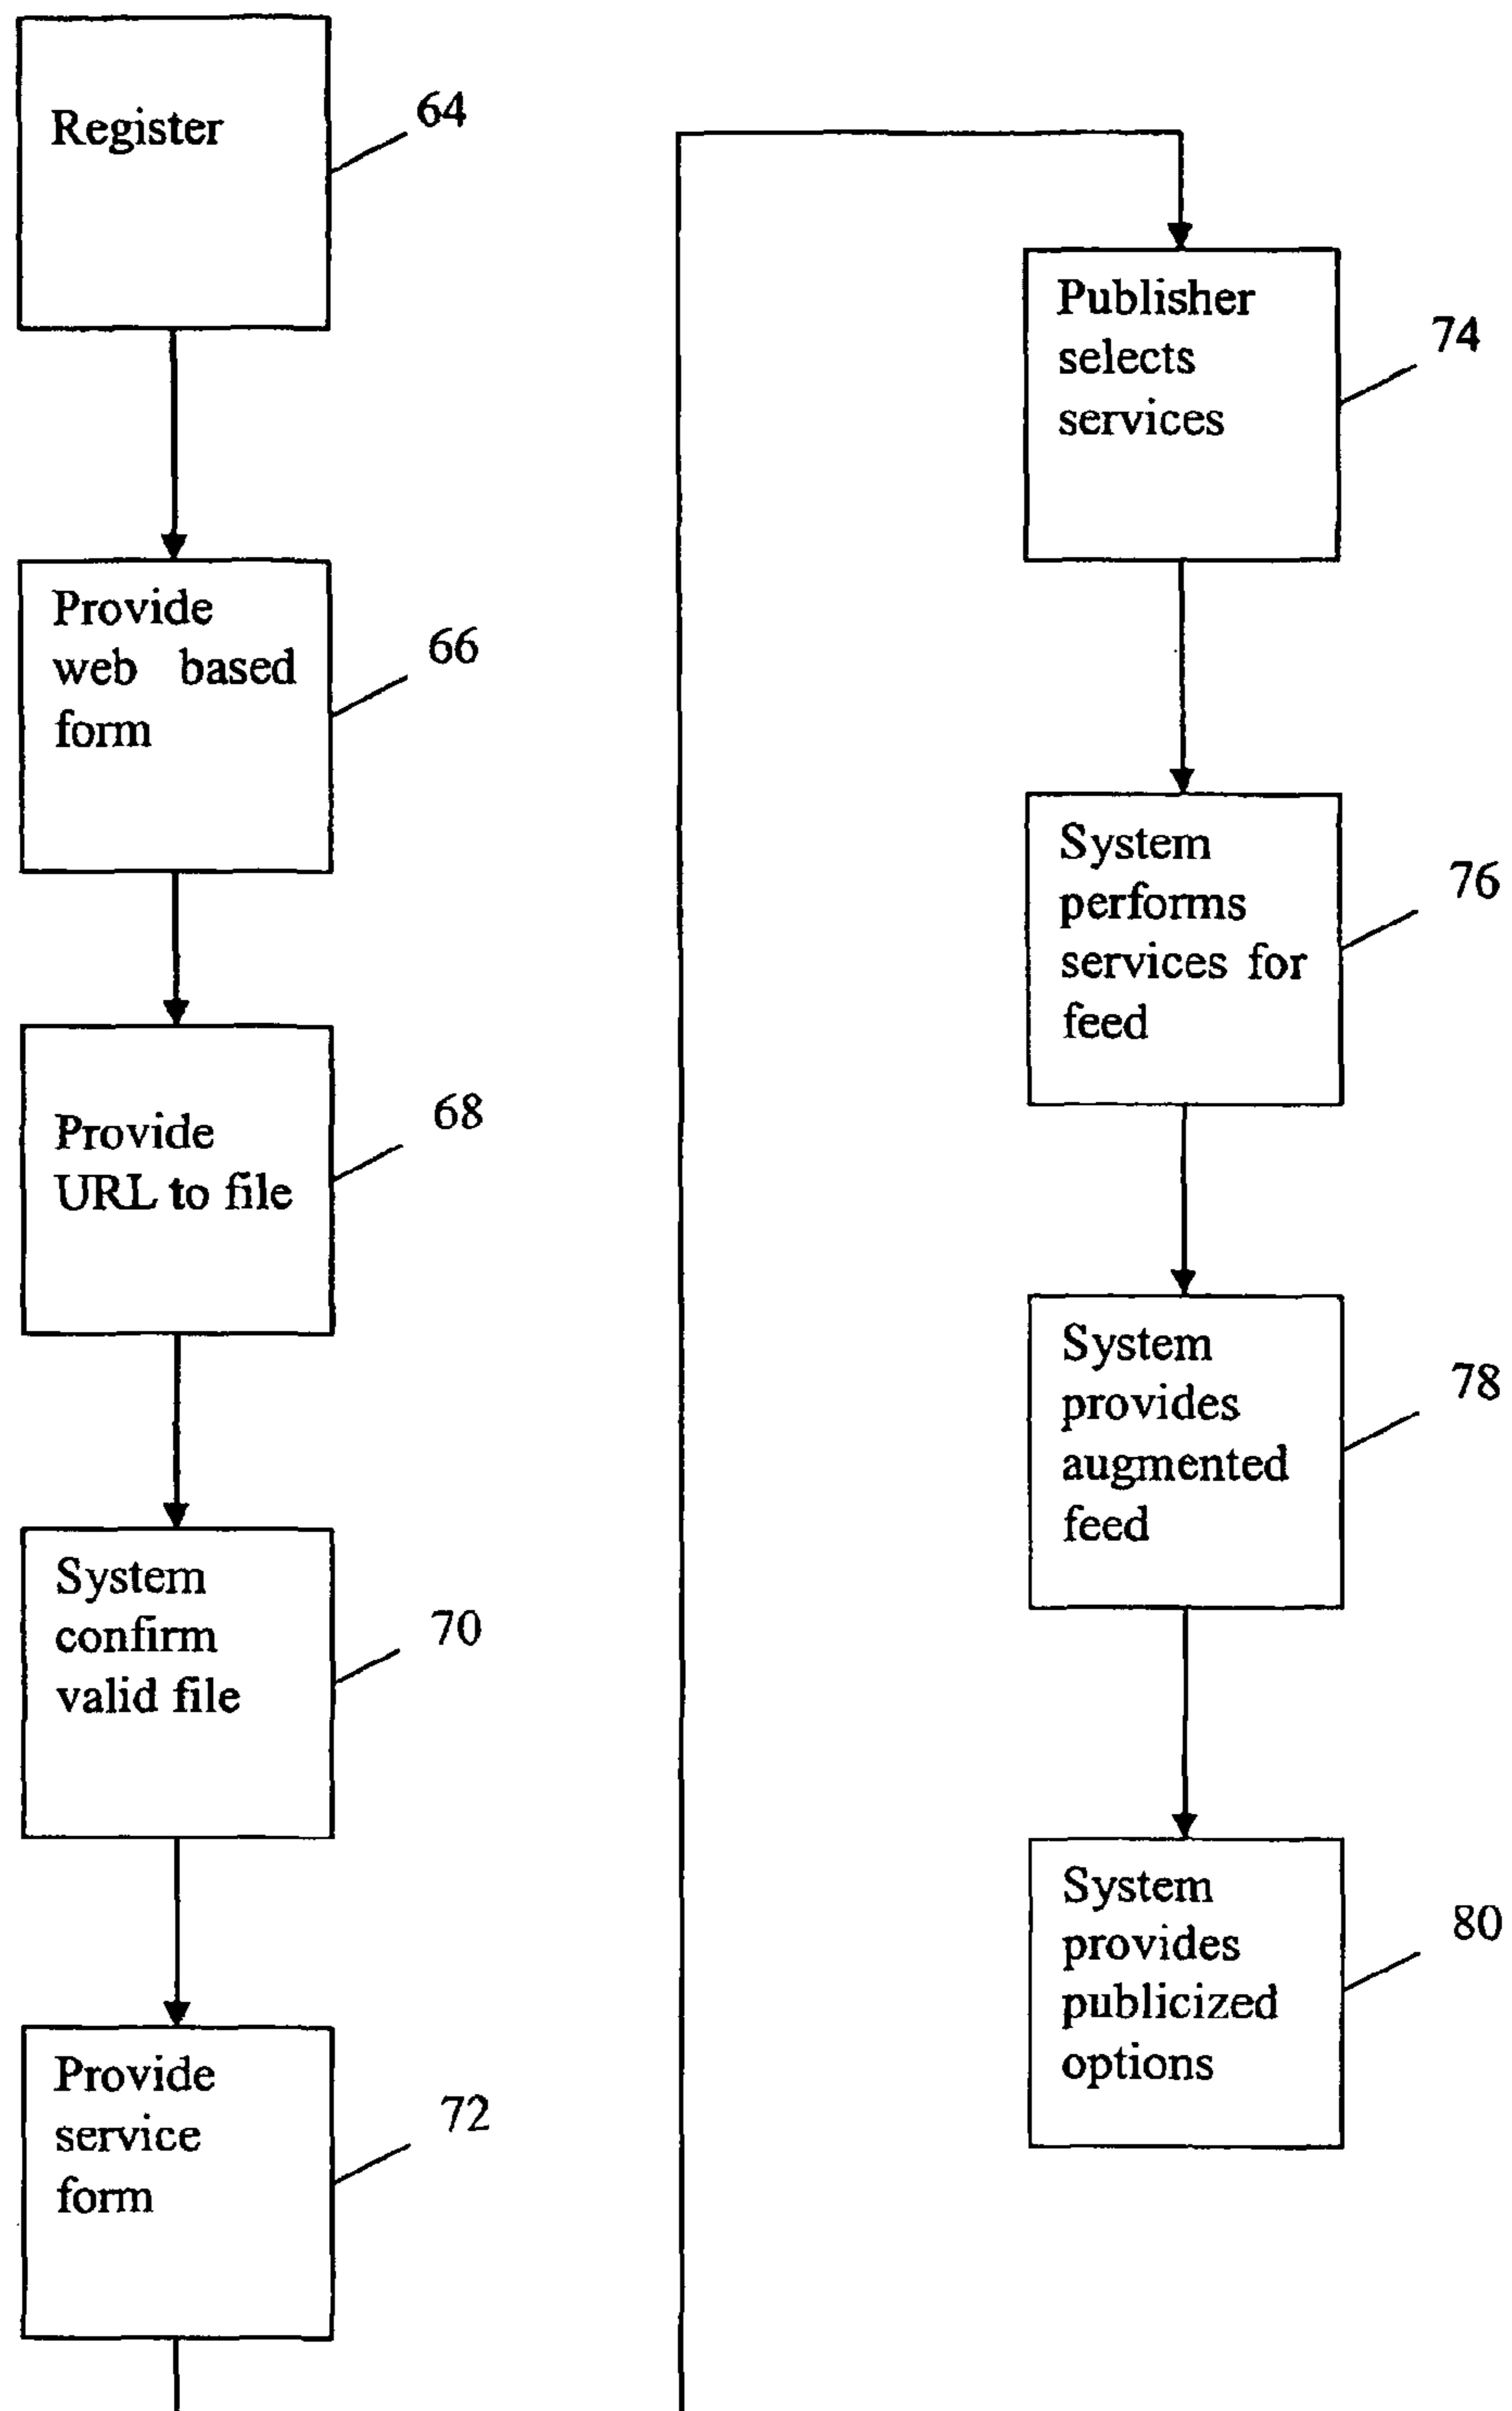 Register
64
Provide
web based
form
66
Provide
URL to file
68
System
confirm
valid file
70
Provide
service
form
72
Publisher
selects
services
74
System
performs
services for
feed
76
System
provides
augmented
feed
78
System
provides
publicized
options
80